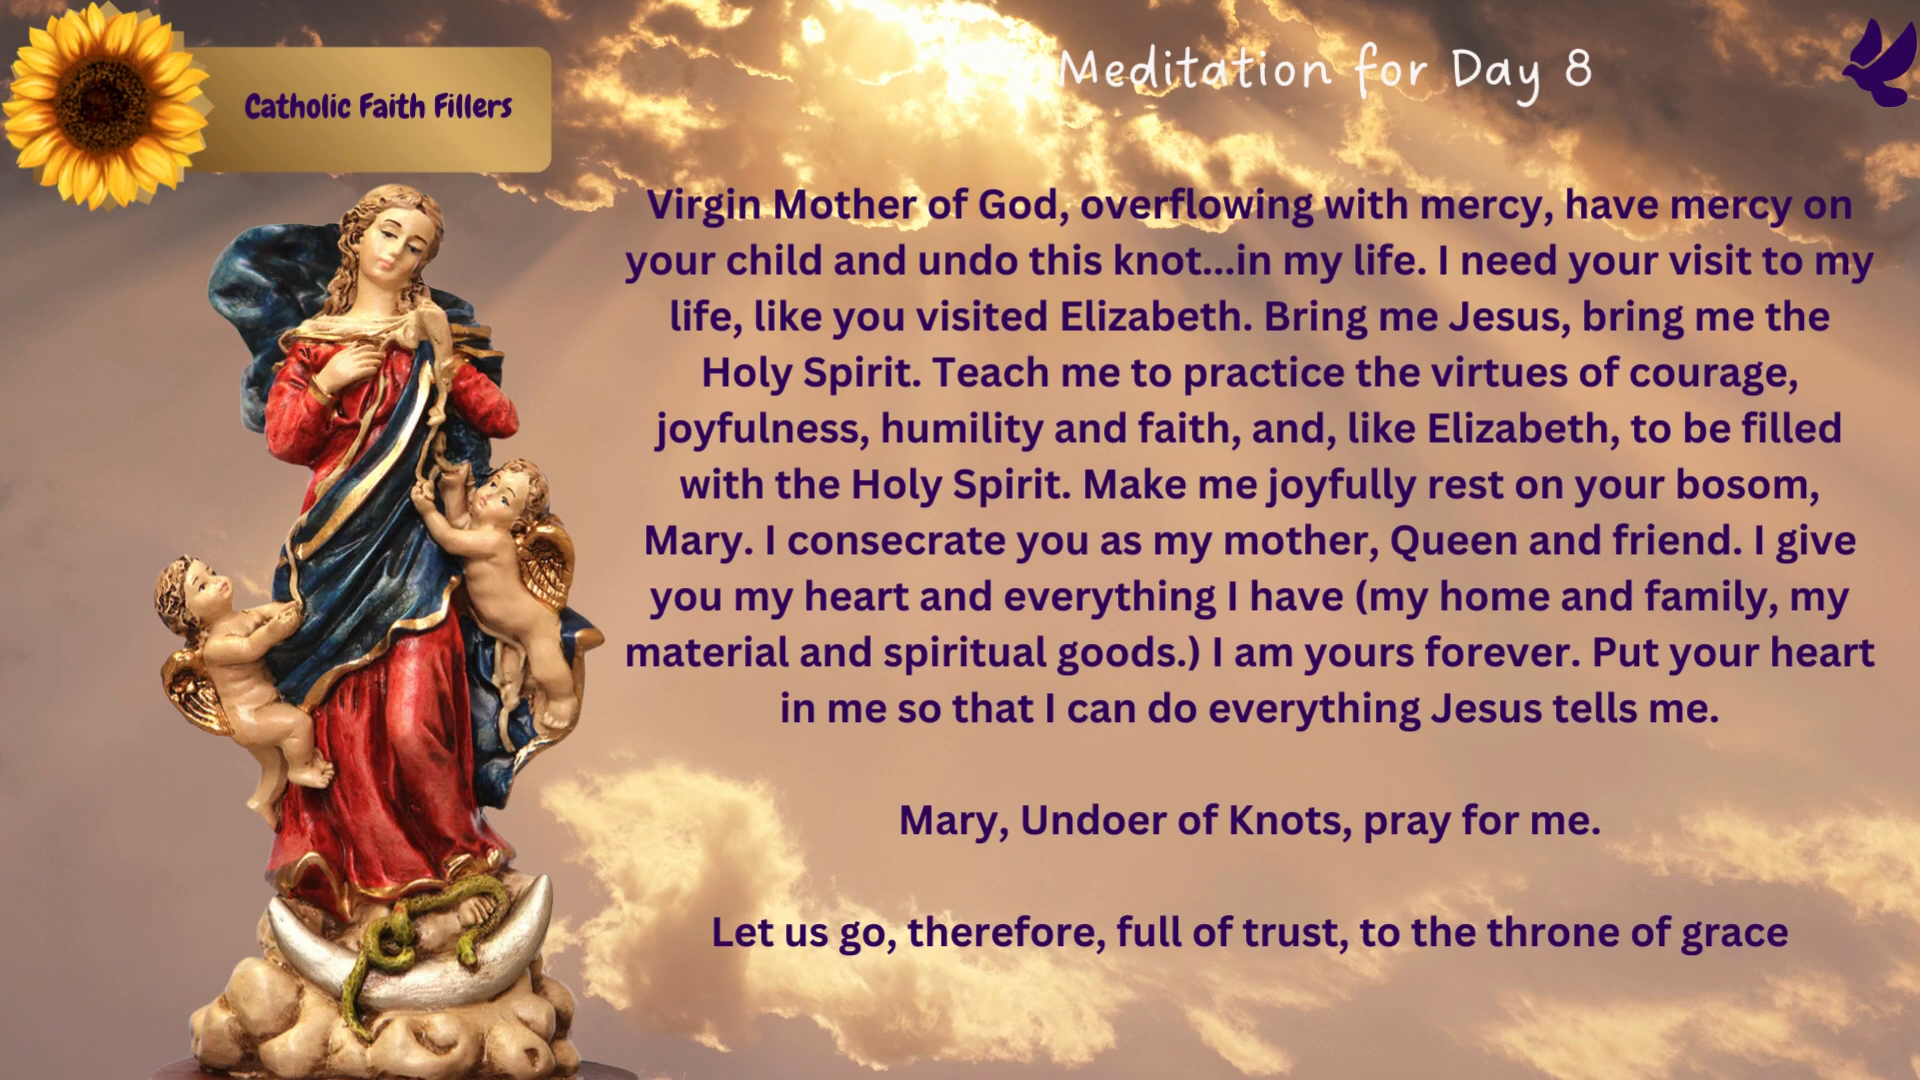 Catholic Faith Fillers
Meditation for Day 8
Virgin Mother of God, overflowing with mercy, have mercy on
your child and undo this knot...in my life. I need your visit to my
life, like you visited Elizabeth. Bring me Jesus, bring me the
Holy Spirit. Teach me to practice the virtues of courage,
joyfulness, humility and faith, and, like Elizabeth, to be filled
with the Holy Spirit. Make me joyfully rest on your bosom,
Mary. I consecrate you as my mother, Queen and friend. I give
you my heart and everything I have (my home and family, my
material and spiritual goods.) I am yours forever. Put your heart
in me so that I can do everything Jesus tells me.
Mary, Undoer of Knots, pray for me.
Let us go, therefore, full of trust, to the throne of grace